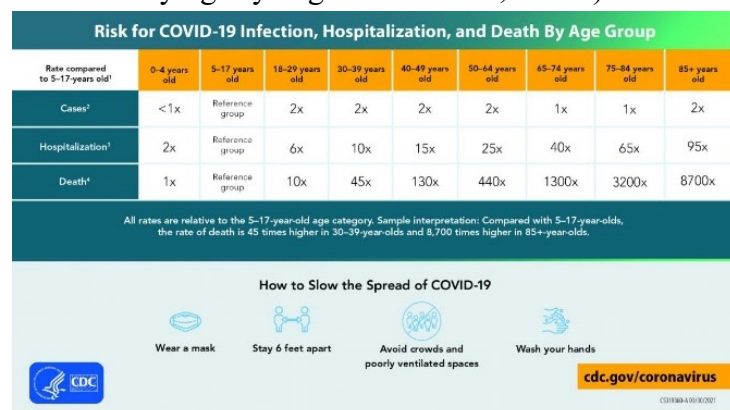 Risk for COVID-19 Infection, Hospitalization, and Death By Age Group
Rate compared to 5–17-years old¹ 0–4 years old 5–17 years old 18–29 years old 30–39 years old 40–49 years old 50–64 years old 65–74 years old 75–84 years old 85+ years old
Cases² <1x Reference group 2x 2x 2x 2x 1x 1x 2x
Hospitalization³ 2x Reference group 6x 10x 15x 25x 40x 65x 95x
Death⁴ 1x Reference group 10x 45x 130x 440x 1300x 3200x 8700x
All rates are relative to the 5–17-year-old age category. Sample interpretation: Compared with 5–17-year-olds,
the rate of death is 45 times higher in 30–39-year-olds and 8,700 times higher in 85+-year-olds.
How to Slow the Spread of COVID-19
Wear a mask
Stay 6 feet apart
Avoid crowds and
poorly ventilated spaces
Wash your hands
CDC
cdc.gov/coronavirus